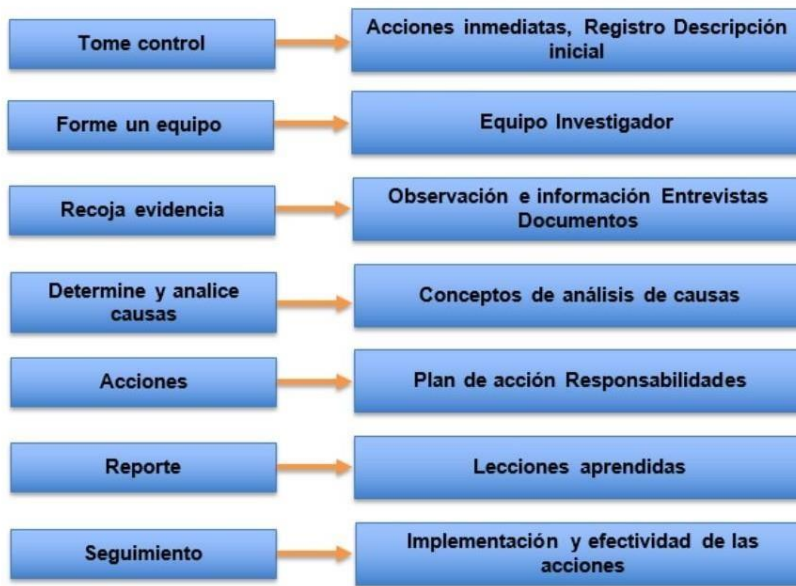 Tome control
Acciones inmediatas, Registro Descripción
inicial
Forme un equipo
Equipo Investigador
Recoja evidencia
Observación e información Entrevistas
Documentos
Determine y analice
causas
Conceptos de análisis de causas
Acciones
Plan de acción Responsabilidades
Reporte
Lecciones aprendidas
Seguimiento
Implementación y efectividad de las
acciones